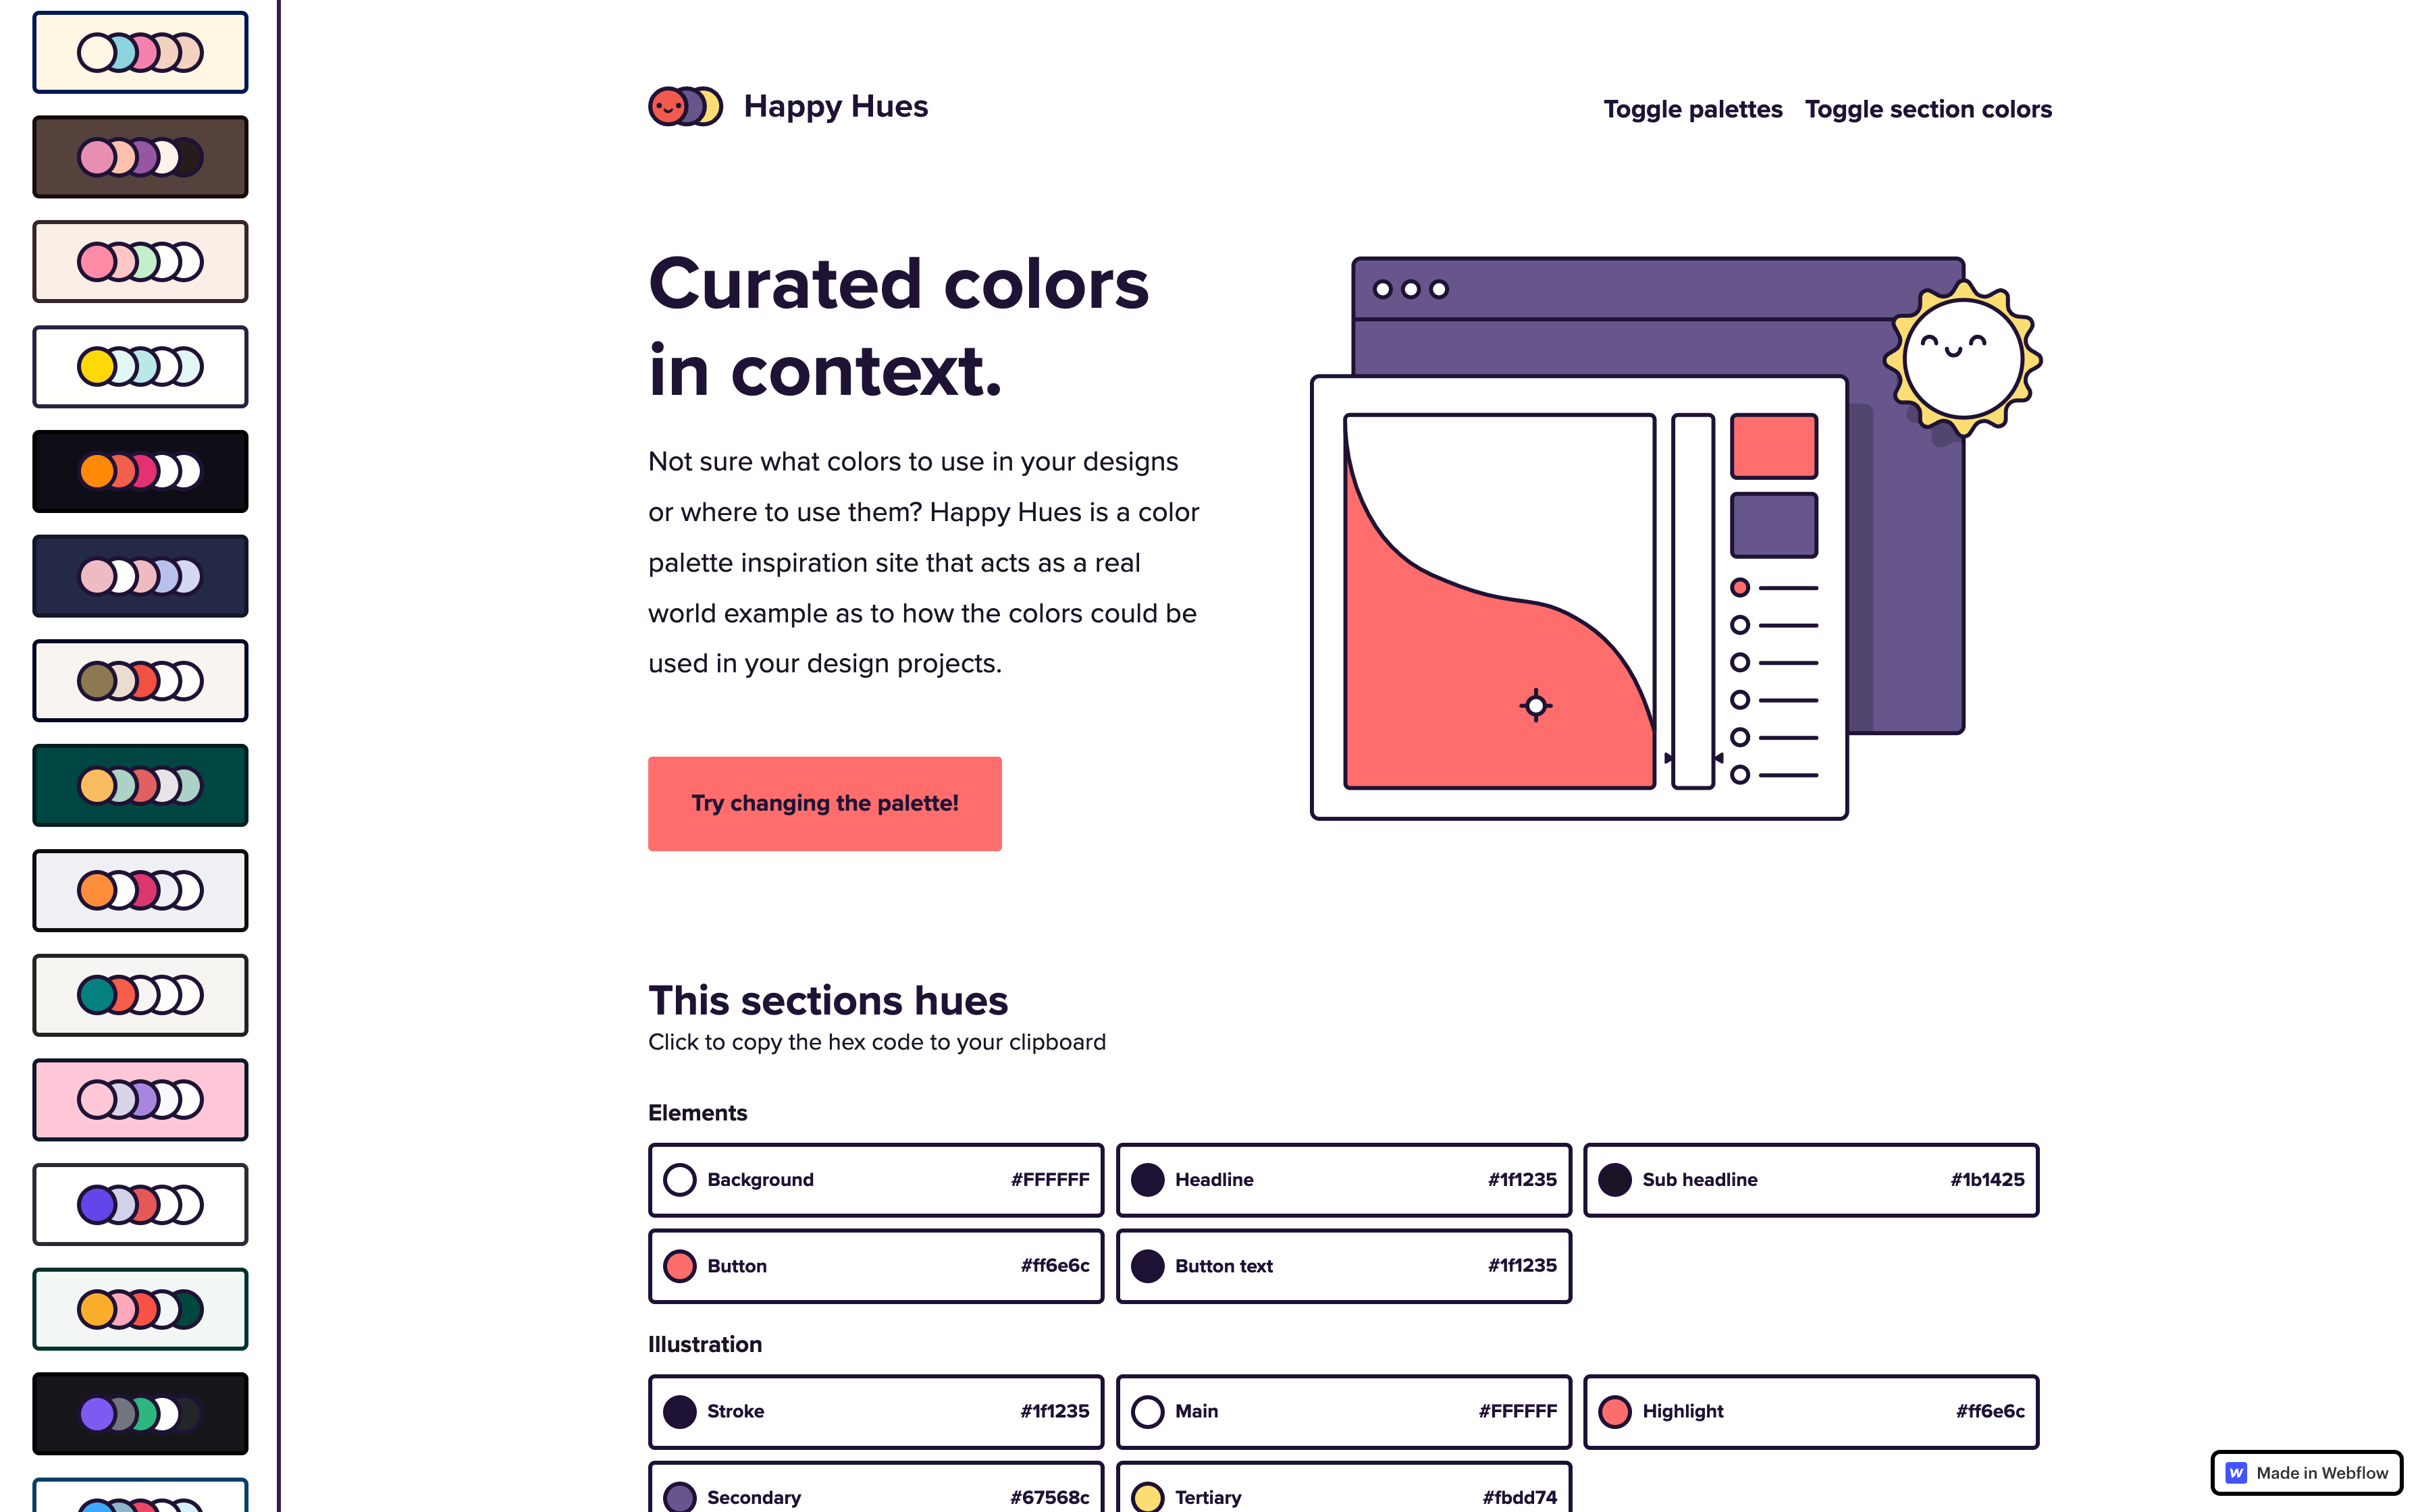 Happy Hues
Toggle palettes
Toggle section colors
Curated colors
in context.
Not sure what colors to use in your designs
or where to use them? Happy Hues is a color
palette inspiration site that acts as a real
world example as to how the colors could be
used in your design projects.
Try changing the palette!
This sections hues
Click to copy the hex code to your clipboard
Elements
Background #FFFFFF
Headline #1f1235
Sub headline #1b1425
Button #ff6e6c
Button text #1f1235
Illustration
Stroke #1f1235
Main #FFFFFF
Highlight #ff6e6c
Secondary #67568c
Tertiary #fbdd74
Made in Webflow